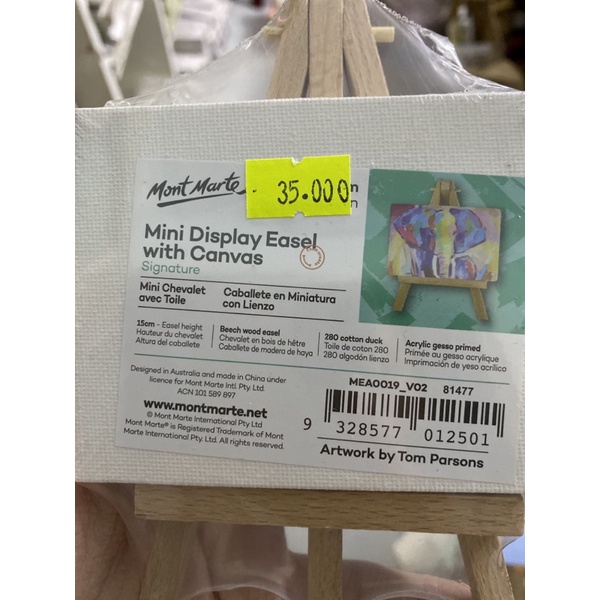 Mont Marte
35.000
Mini Display Easel
with Canvas
Signature
Mini Chevalet
avec Toile
Caballete en Miniatura
con Lienzo
15cm - Easel height
Hauteur du chevalet
Altura del caballete
Beech wood easel
Chevalet en bois de hêtre
Caballete de madera de haya
280 cotton duck
Toile de coton 280
280 algodón lienzo
Acrylic gesso primed
Primée au gesso acrylique
Imprimación de yeso acrílico
Designed in Australia and made in China under
licence for Mont Marte Intl. Pty. Ltd.
ACN 101 589 897
www.montmarte.net
© Mont Marte International Pty Ltd
Mont Marte® is Registered Trademark of Mont
Marte International Pty. Ltd. All rights reserved.
MEA0019_V02 81477
9 328577 012501
Artwork by Tom Parsons